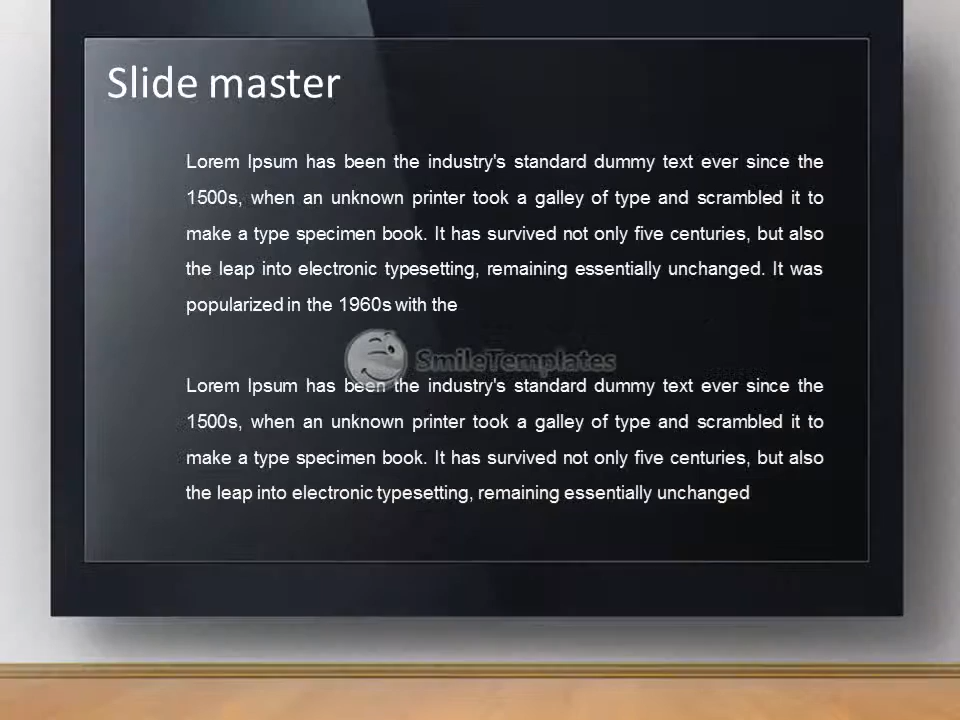 Slide master
Lorem Ipsum has been the industry's standard dummy text ever since the
1500s, when an unknown printer took a galley of type and scrambled it to
make a type specimen book. It has survived not only five centuries, but also
the leap into electronic typesetting, remaining essentially unchanged. It was
popularized in the 1960s with the
SmileTemplates
Lorem Ipsum has been the industry's standard dummy text ever since the
1500s, when an unknown printer took a galley of type and scrambled it to
make a type specimen book. It has survived not only five centuries, but also
the leap into electronic typesetting, remaining essentially unchanged